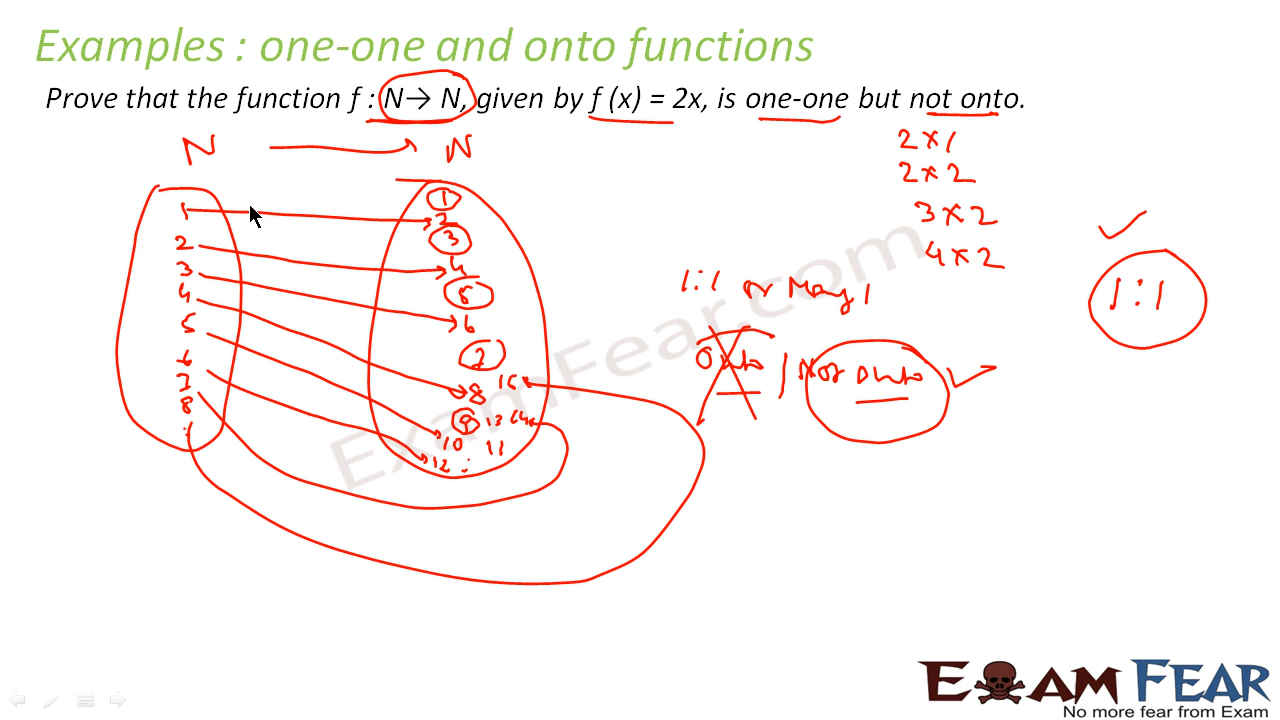 Examples : one-one and onto functions
Prove that the function f : N→ N, given by f (x) = 2x, is one-one but not onto.
N → N
2 × 1
2 × 2
3 × 2
4 × 2
1
2
3
4
5
6
7
8
:
1
2
3
4
5
6
7
8 16
9 13 14
10 11
12 :
1:1 or Many 1
Onto / Not onto ✓
✓
1:1
ExamFear.com
EXAM FEAR
No more fear from Exam